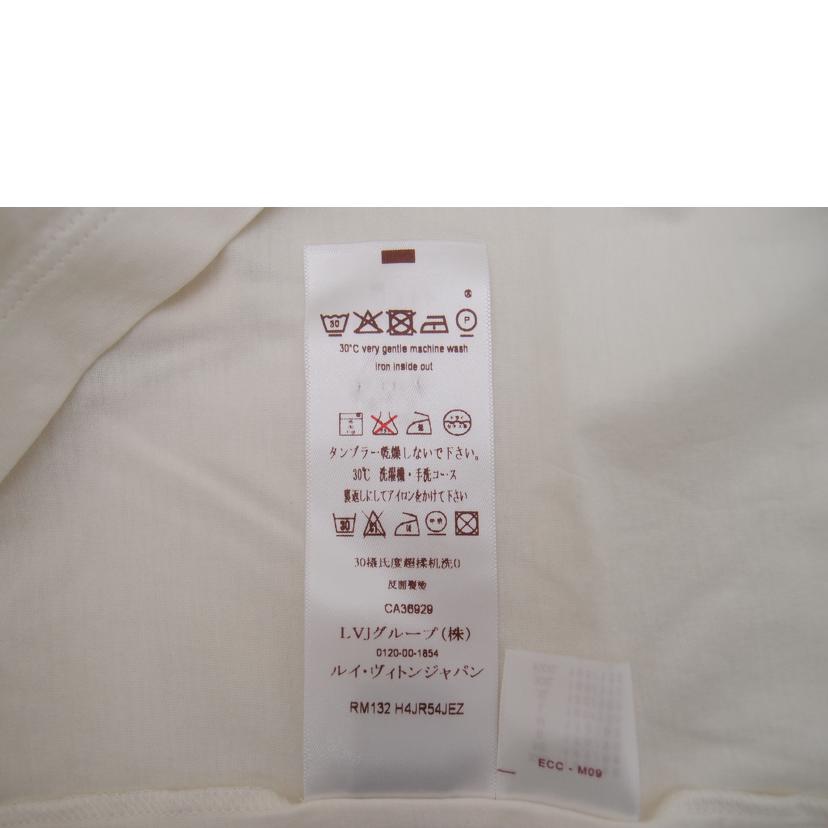 30
P
30°C very gentle machine wash
iron inside out
タンブラー乾燥しないで下さい。
30℃ 洗濯機・手洗コース
裏返しにしてアイロンをかけて下さい
30
CA36929
LVJグループ(株)
0120-00-1854
ルイ・ヴィトンジャパン
RM132 H4JR54JEZ
ECC - M09